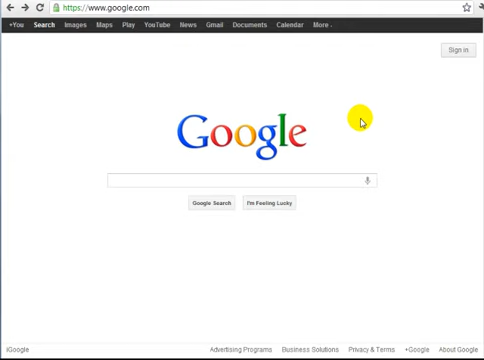 https://www.google.com
+You Search Images Maps Play YouTube News Gmail Documents Calendar More
Sign in
Google
Google Search I'm Feeling Lucky
iGoogle Advertising Programs Business Solutions Privacy & Terms +Google About Google